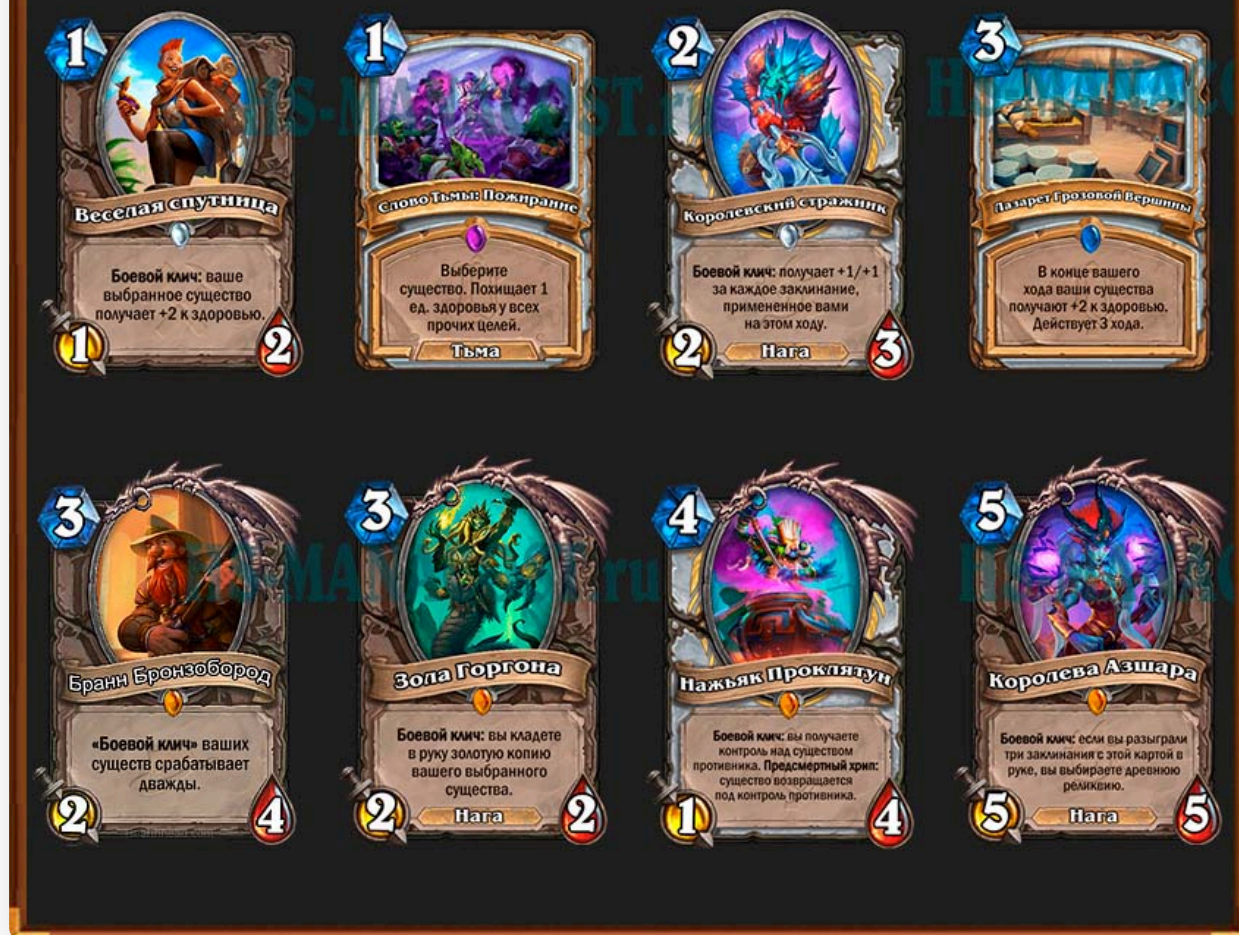 1
1
2
3
HS-MANACOST.ru
Веселая спутница
Слово Тьмы: Пожирание
Королевский стражник
Лазарет Грозовой Вершины
Боевой клич: ваше
выбранное существо
получает +2 к здоровью.
1
2
Выберите
существо. Похищает 1
ед. здоровья у всех
прочих целей.
Тьма
Боевой клич: получает +1/+1
за каждое заклинание,
примененное вами
на этом ходу.
2
Нага
3
В конце вашего
хода ваши существа
получают +2 к здоровью.
Действует 3 хода.
3
3
4
5
HS-MANACOST.ru
Бранн Бронзобород
Зола Горгона
Нажьяк Проклятун
Королева Азшара
«Боевой клич» ваших
существ срабатывает
дважды.
2
4
Боевой клич: вы кладете
в руку золотую копию
вашего выбранного
существа.
2
Нага
2
Боевой клич: вы получаете
контроль над существом
противника. Предсмертный хрип:
существо возвращается
под контроль противника.
1
4
Боевой клич: если вы разыграли
три заклинания с этой картой в
руке, вы выбираете древнюю
реликвию.
5
Нага
5